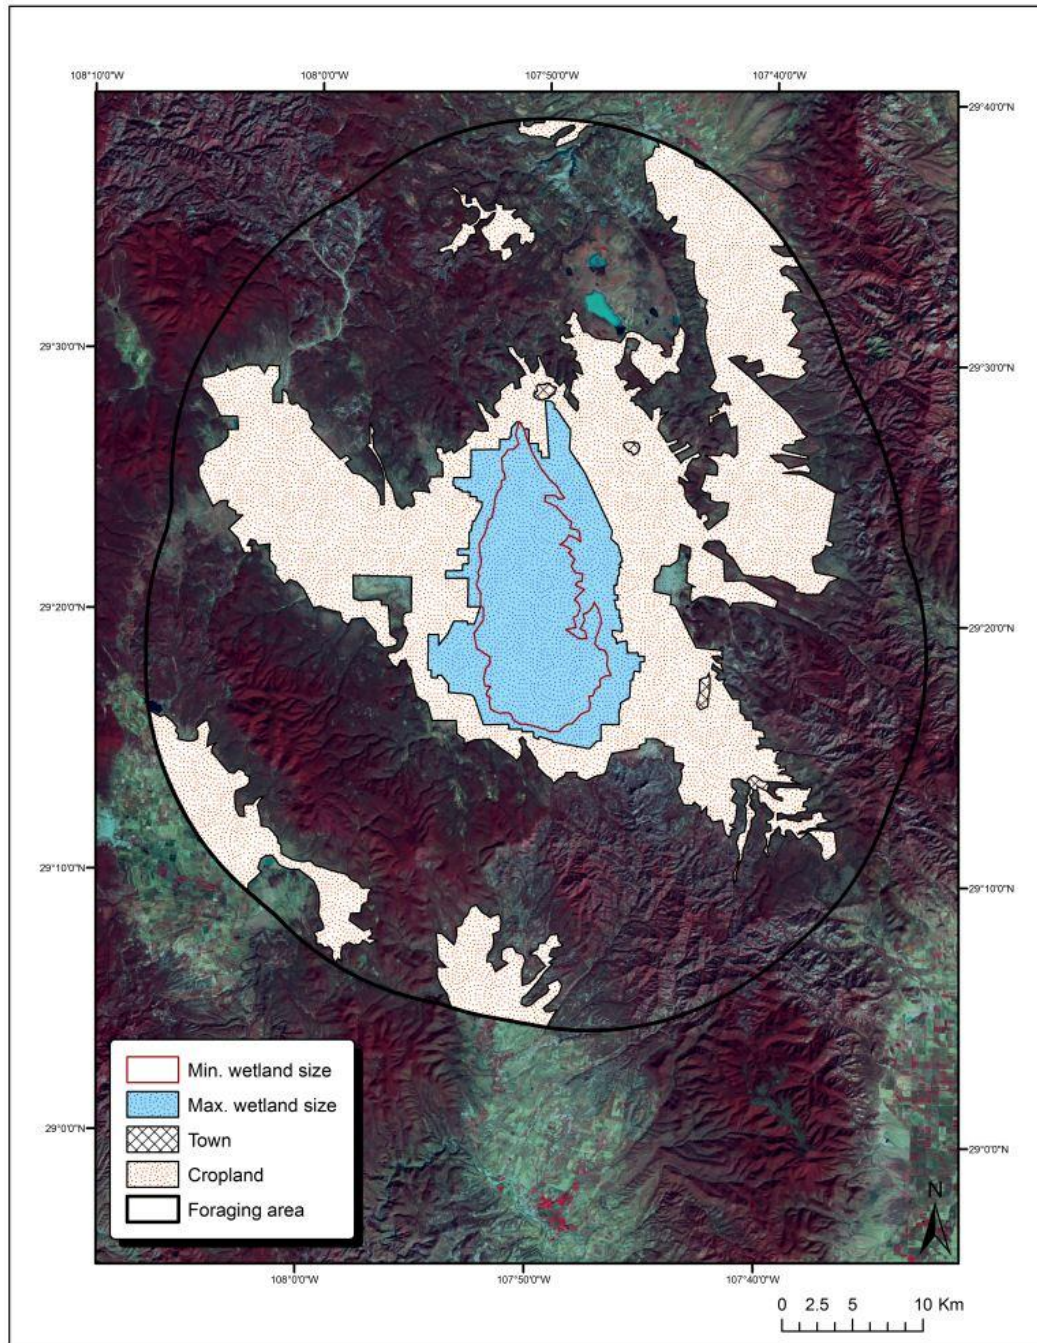 108°10'0"W 108°0'0"W 107°50'0"W 107°40'0"W
29°40'0"N
29°30'0"N
29°30'0"N
29°20'0"N
29°20'0"N
29°10'0"N
29°10'0"N
29°0'0"N
29°0'0"N
Min. wetland size
Max. wetland size
Town
Cropland
Foraging area
N
108°0'0"W 107°50'0"W 107°40'0"W
0 2.5 5 10 Km